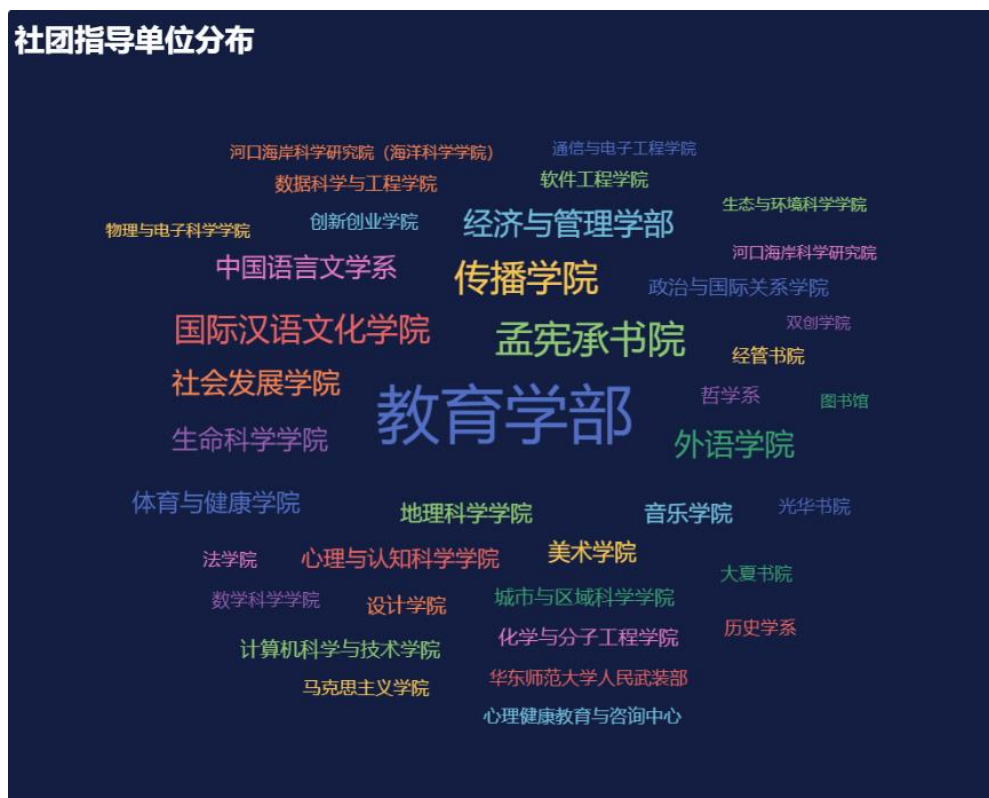 社团指导单位分布
通信与电子工程学院
河口海岸科学研究院（海洋科学学院）
数据科学与工程学院
软件工程学院
生态与环境科学学院
物理与电子科学学院
创新创业学院
经济与管理学部
河口海岸科学研究院
中国语言文学系
传播学院
政治与国际关系学院
国际汉语文化学院
孟宪承书院
双创学院
经管书院
社会发展学院
教育学部
哲学系
图书馆
生命科学学院
外语学院
体育与健康学院
地理科学学院
音乐学院
光华书院
法学院
心理与认知科学学院
美术学院
大夏书院
数学科学学院
设计学院
城市与区域科学学院
历史学系
计算机科学与技术学院
化学与分子工程学院
马克思主义学院
华东师范大学人民武装部
心理健康教育与咨询中心